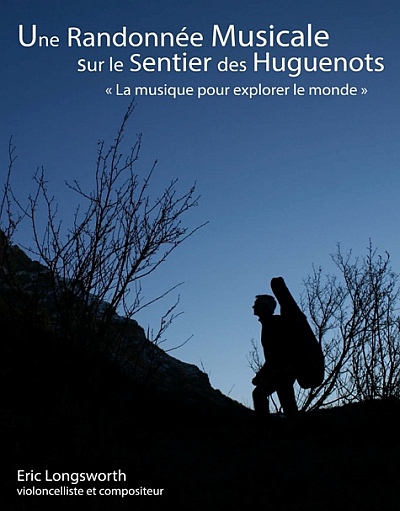 Une Randonnée Musicale
sur le Sentier des Huguenots
« La musique pour explorer le monde »
Eric Longsworth
violoncelliste et compositeur